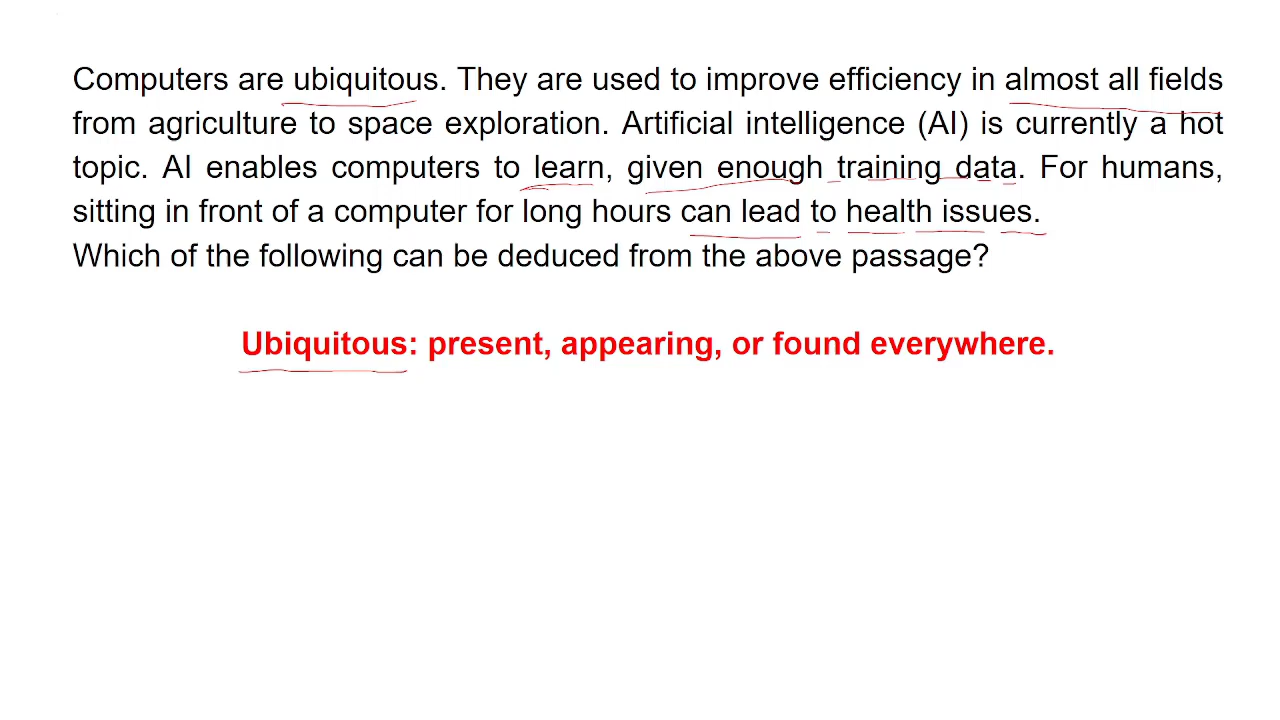 Computers are ubiquitous. They are used to improve efficiency in almost all fields
from agriculture to space exploration. Artificial intelligence (AI) is currently a hot
topic. AI enables computers to learn, given enough training data. For humans,
sitting in front of a computer for long hours can lead to health issues.
Which of the following can be deduced from the above passage?
Ubiquitous: present, appearing, or found everywhere.